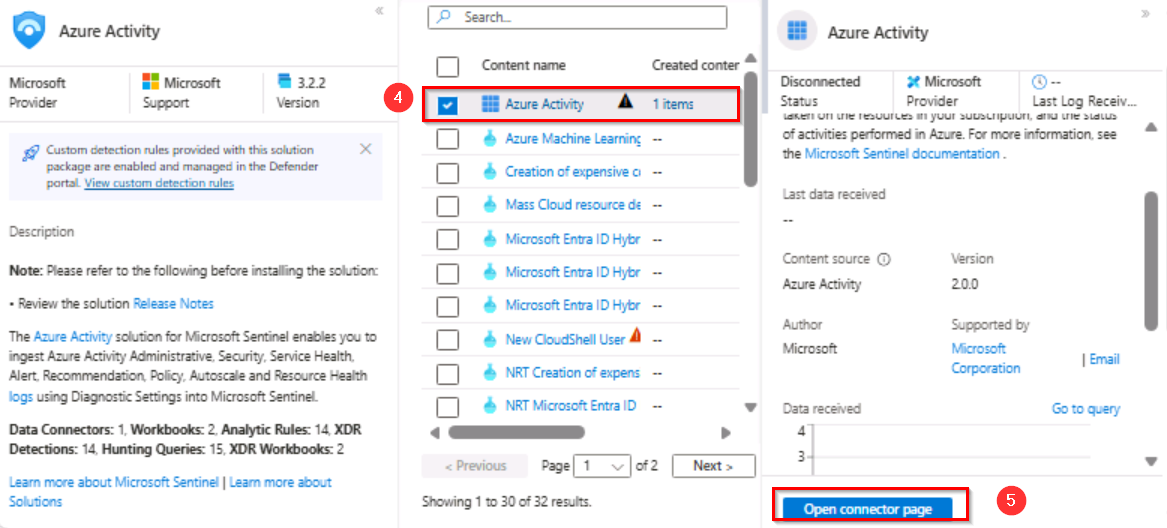 Azure Activity
Microsoft
Provider
Microsoft
Support
3.2.2
Version
Custom detection rules provided with this solution
package are enabled and managed in the Defender
portal. View custom detection rules
Description
Note: Please refer to the following before installing the solution:
• Review the solution Release Notes
The Azure Activity solution for Microsoft Sentinel enables you to
ingest Azure Activity Administrative, Security, Service Health,
Alert, Recommendation, Policy, Autoscale and Resource Health
logs using Diagnostic Settings into Microsoft Sentinel.
Data Connectors: 1, Workbooks: 2, Analytic Rules: 14, XDR
Detections: 14, Hunting Queries: 15, XDR Workbooks: 2
Learn more about Microsoft Sentinel | Learn more about
Solutions
Search...
Content name Created conter
4
Azure Activity 1 items
Azure Machine Learning --
Creation of expensive c --
Mass Cloud resource de --
Microsoft Entra ID Hybr --
Microsoft Entra ID Hybr --
Microsoft Entra ID Hybr --
New CloudShell User --
NRT Creation of expens --
NRT Microsoft Entra ID --
< Previous Page 1 of 2 Next >
Showing 1 to 30 of 32 results.
Azure Activity
Disconnected
Status
Microsoft
Provider
--
Last Log Receiv...
taken on the resources in your subscription, and the status
of activities performed in Azure. For more information, see
the Microsoft Sentinel documentation .
Last data received
--
Content source Version
Azure Activity 2.0.0
Author Supported by
Microsoft Microsoft
Corporation | Email
Data received Go to query
4
3
Open connector page
5